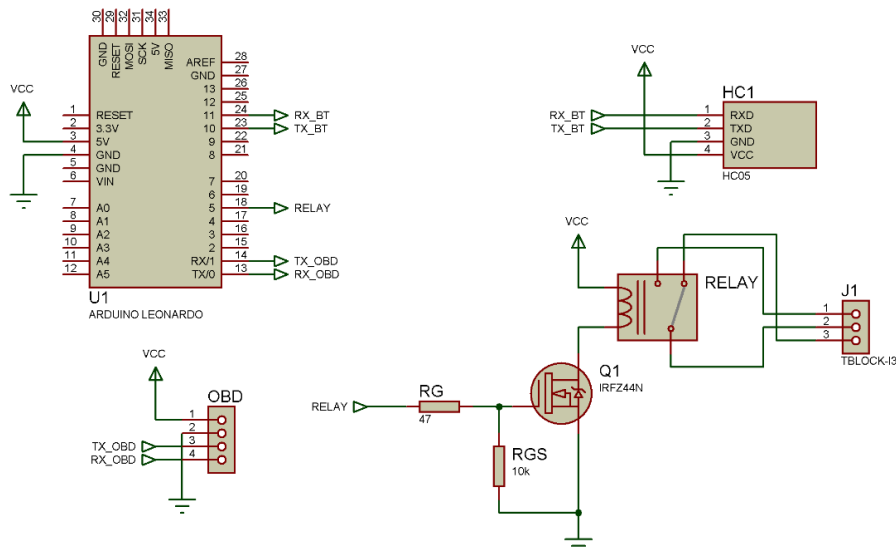 30 29 32 31 34 33
GND RESET MOSI SCK 5V MISO
VCC
1 RESET
2 3.3V
3 5V
4 GND
5 GND
6 VIN
7 A0
8 A1
9 A2
10 A3
11 A4
12 A5
AREF 28
GND 27
13 26
12 25
11 24 RX_BT
10 23 TX_BT
9 22
8 21
7 20
6 19
5 18 RELAY
4 17
3 16
2 15
RX/1 14 TX_OBD
TX/0 13 RX_OBD
U1
ARDUINO LEONARDO
VCC
HC1
RX_BT 1 RXD
TX_BT 2 TXD
3 GND
4 VCC
HC05
VCC
RELAY
J1
1
2
3
TBLOCK-I3
VCC
OBD
1
2
TX_OBD 3
RX_OBD 4
Q1
IRFZ44N
RELAY
RG
47
RGS
10k